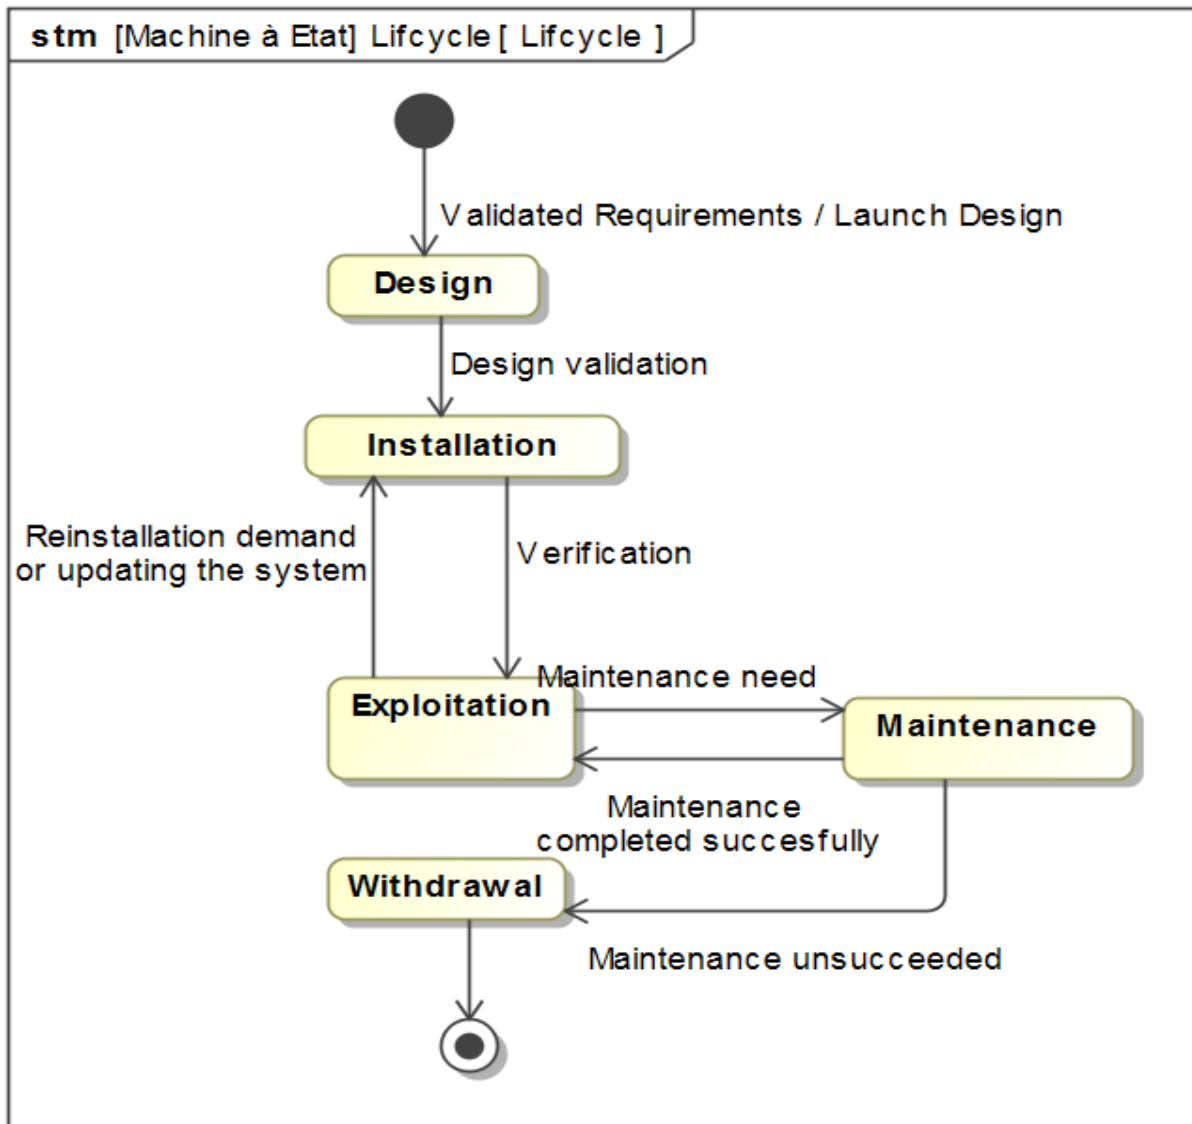 stm [Machine à Etat] Lifcycle [ Lifcycle ]
Validated Requirements / Launch Design
Design
Design validation
Installation
Reinstallation demand
or updating the system
Verification
Maintenance need
Exploitation
Maintenance
Maintenance
completed succesfully
Withdrawal
Maintenance unsucceeded